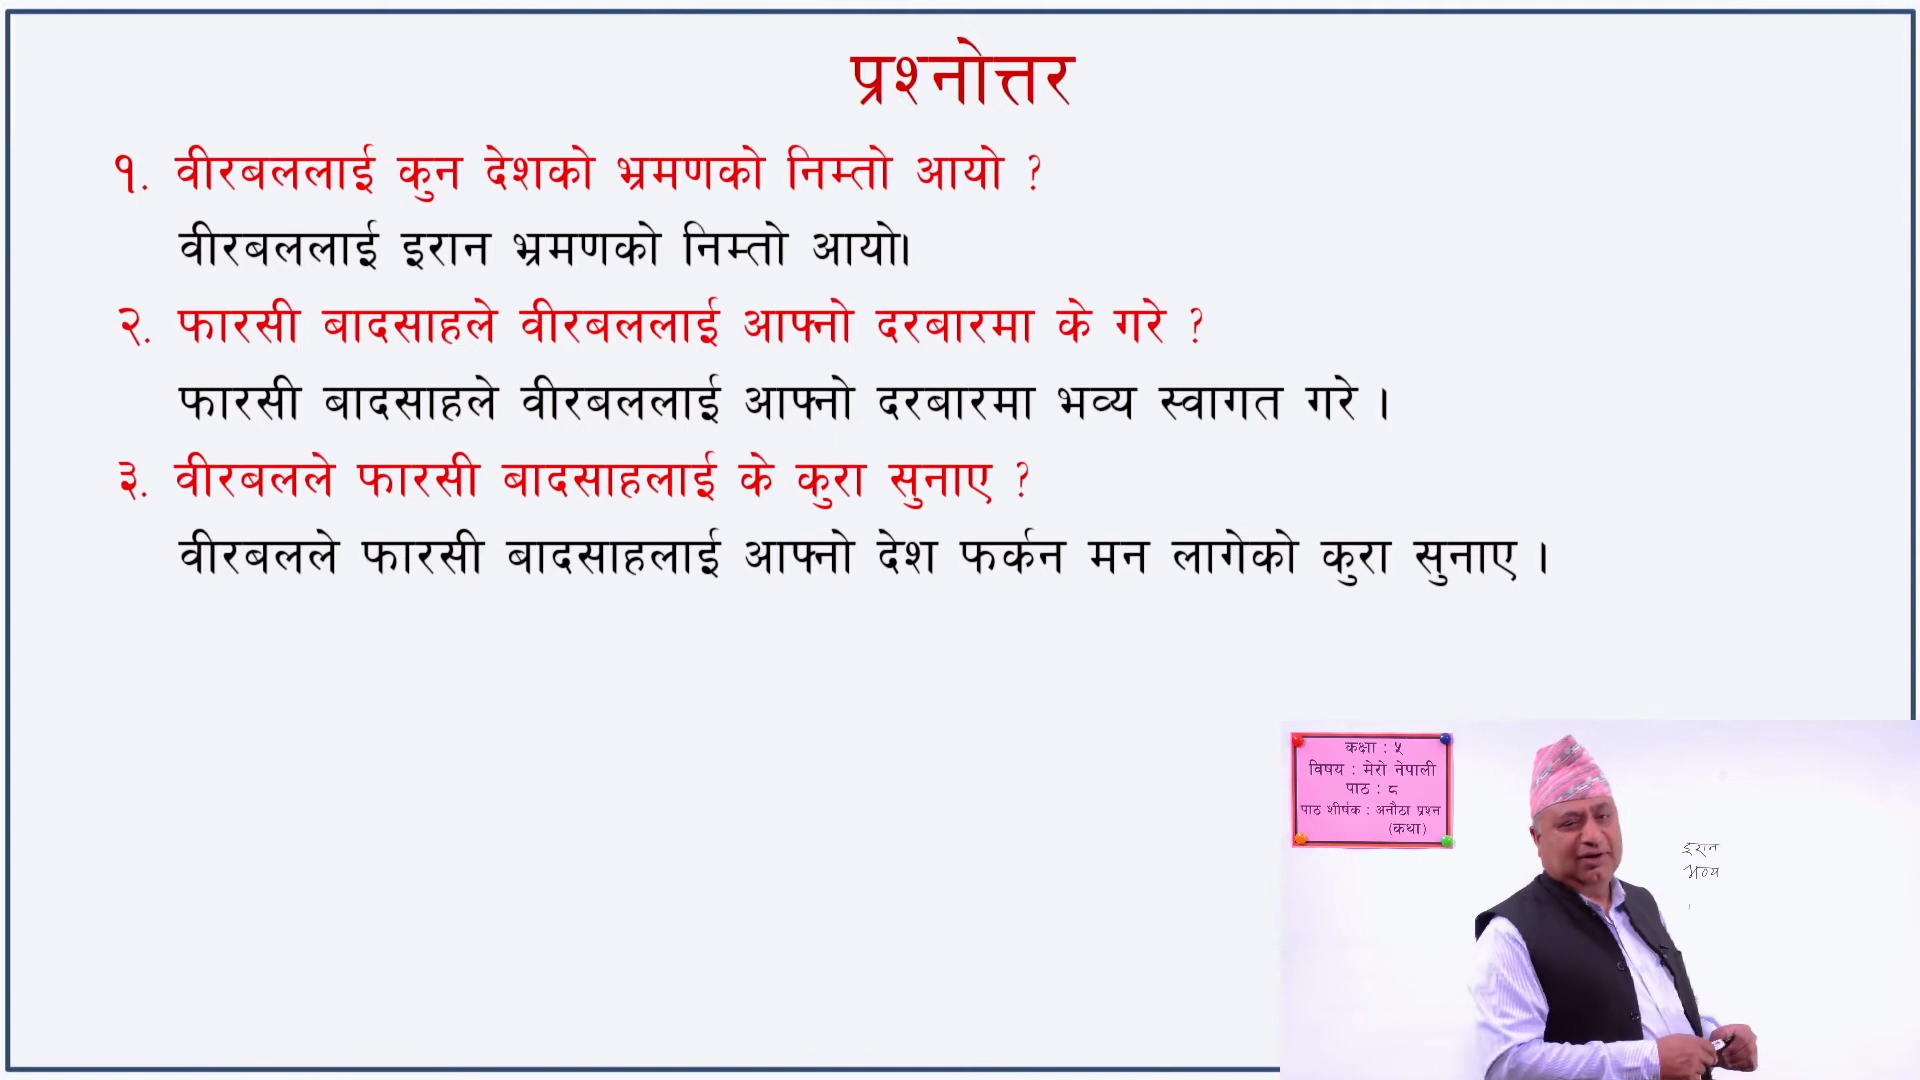 प्रश्नोत्तर
१. वीरबललाई कुन देशको भ्रमणको निम्तो आयो ?
वीरबललाई इरान भ्रमणको निम्तो आयो।
२. फारसी बादसाहले वीरबललाई आफ्नो दरबारमा के गरे ?
फारसी बादसाहले वीरबललाई आफ्नो दरबारमा भव्य स्वागत गरे ।
३. वीरबलले फारसी बादसाहलाई के कुरा सुनाए ?
वीरबलले फारसी बादसाहलाई आफ्नो देश फर्कन मन लागेको कुरा सुनाए ।
कक्षा : ५
विषय : मेरो नेपाली
पाठ : ८
पाठ शीर्षक : अनौठा प्रश्न
(कथा)
इरान
भव्य